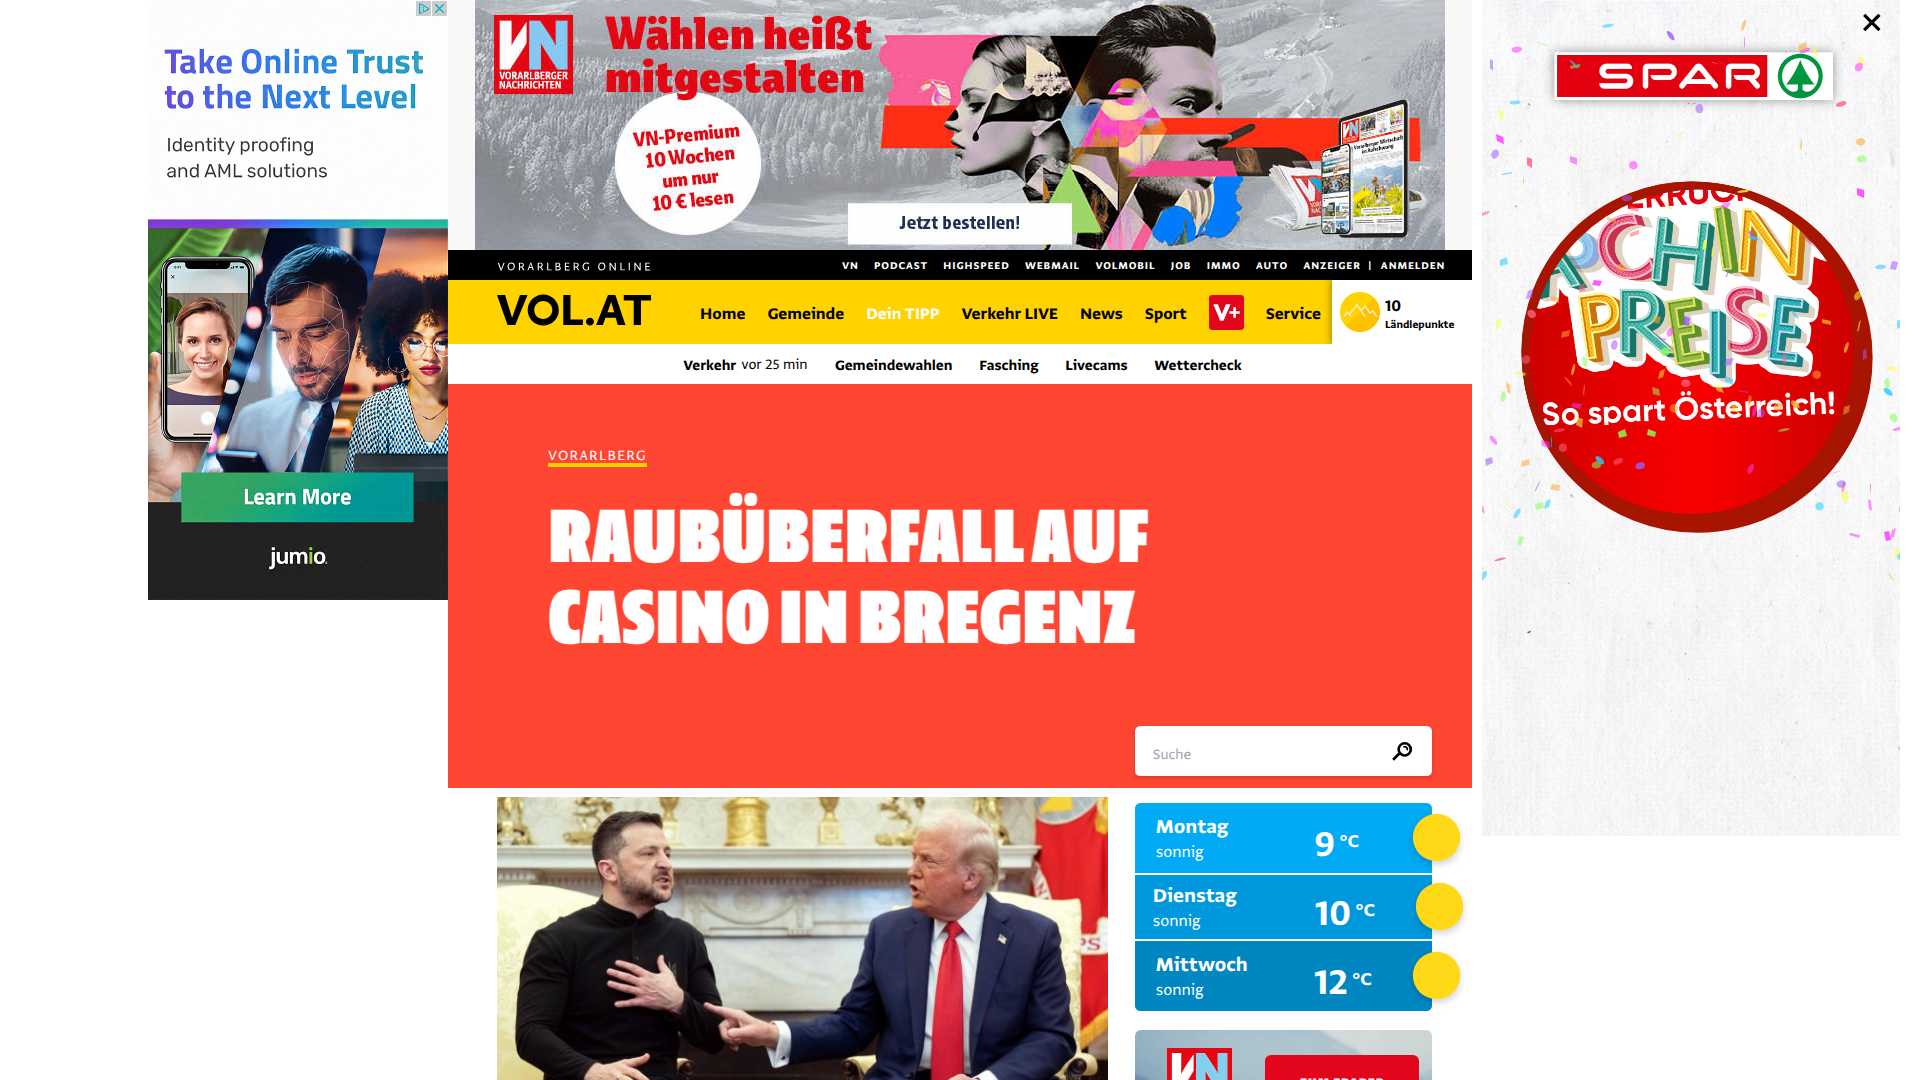 Take Online Trust
to the Next Level
Identity proofing
and AML solutions
Learn More
jumio.
VN
VORARLBERGER
NACHRICHTEN
Wählen heißt
mitgestalten
VN-Premium
10 Wochen
um nur
10 € lesen
Jetzt bestellen!
SPAR
PREISE
So spart Österreich!
VORARLBERG ONLINE
VN PODCAST HIGHSPEED WEBMAIL VOLMOBIL JOB IMMO AUTO ANZEIGER | ANMELDEN
VOL.AT
Home Gemeinde Dein TIPP Verkehr LIVE News Sport V+ Service
10
Ländlepunkte
Verkehr vor 25 min Gemeindewahlen Fasching Livecams Wettercheck
VORARLBERG
RAUBÜBERFALL AUF
CASINO IN BREGENZ
Suche
Montag
sonnig
9 °C
Dienstag
sonnig
10 °C
Mittwoch
sonnig
12 °C
VN